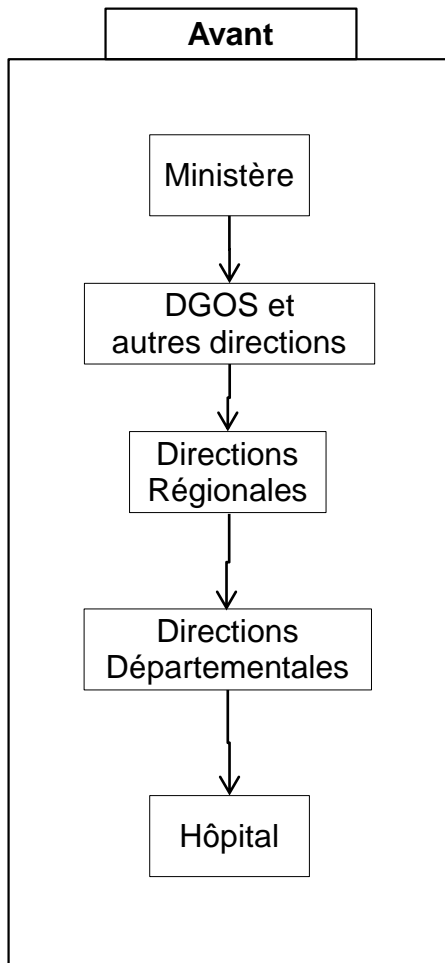 Avant
Ministère
DGOS et
autres directions
Directions
Régionales
Directions
Départementales
Hôpital